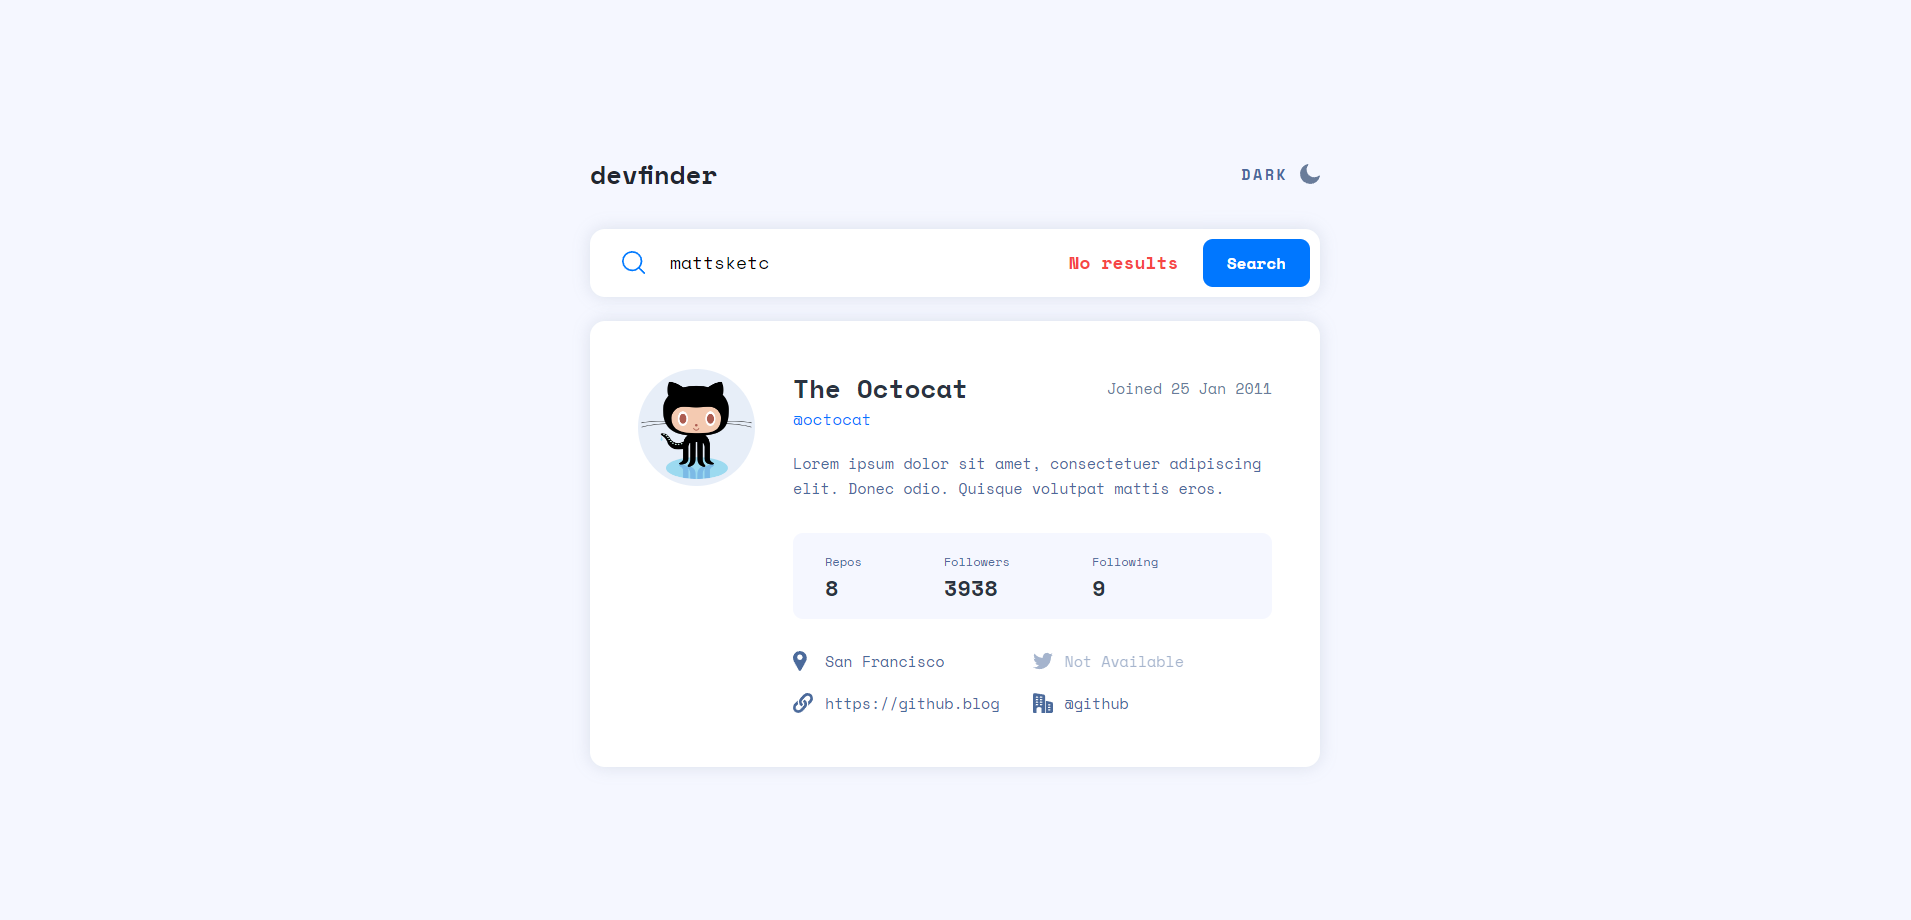 devfinder
DARK
mattsketc
No results
Search
The Octocat
Joined 25 Jan 2011
@octocat
Lorem ipsum dolor sit amet, consectetuer adipiscing
elit. Donec odio. Quisque volutpat mattis eros.
Repos
Followers
Following
8
3938
9
San Francisco
Not Available
https://github.blog
@github